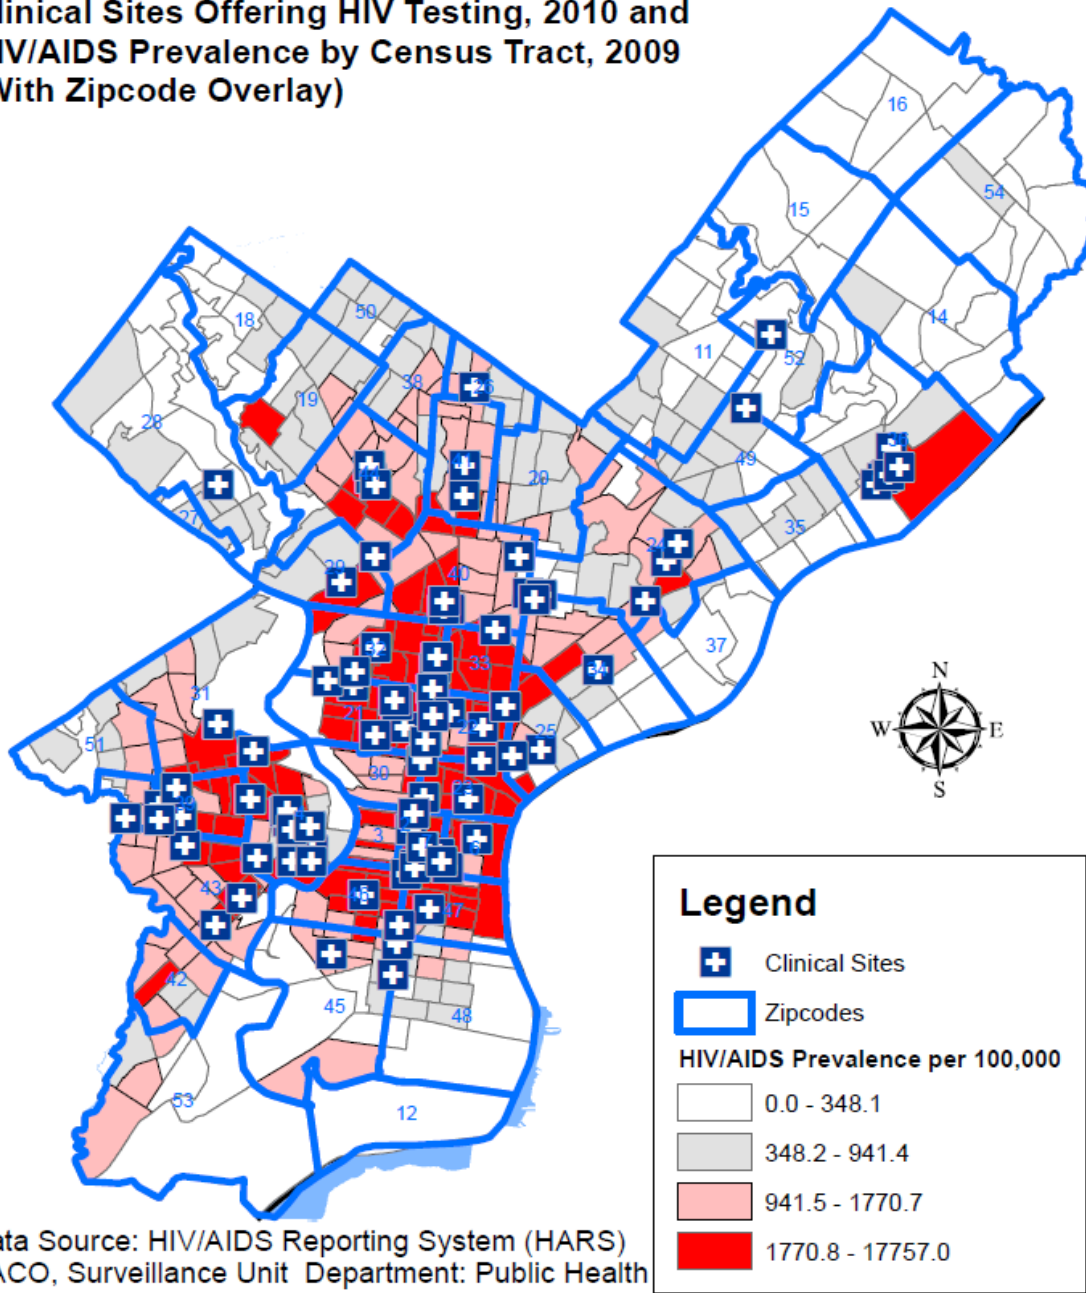 linical Sites Offering HIV Testing, 2010 and
IV/AIDS Prevalence by Census Tract, 2009
With Zipcode Overlay)
16
54
15
14
18
50
11
52
38
19
28
20
49
27
35
40
37
33
31
21
25
51
30
3
43
47
42
45
48
53
12
N
W
E
S
Legend
Clinical Sites
Zipcodes
HIV/AIDS Prevalence per 100,000
0.0 - 348.1
348.2 - 941.4
941.5 - 1770.7
1770.8 - 17757.0
ata Source: HIV/AIDS Reporting System (HARS)
ACO, Surveillance Unit Department: Public Health